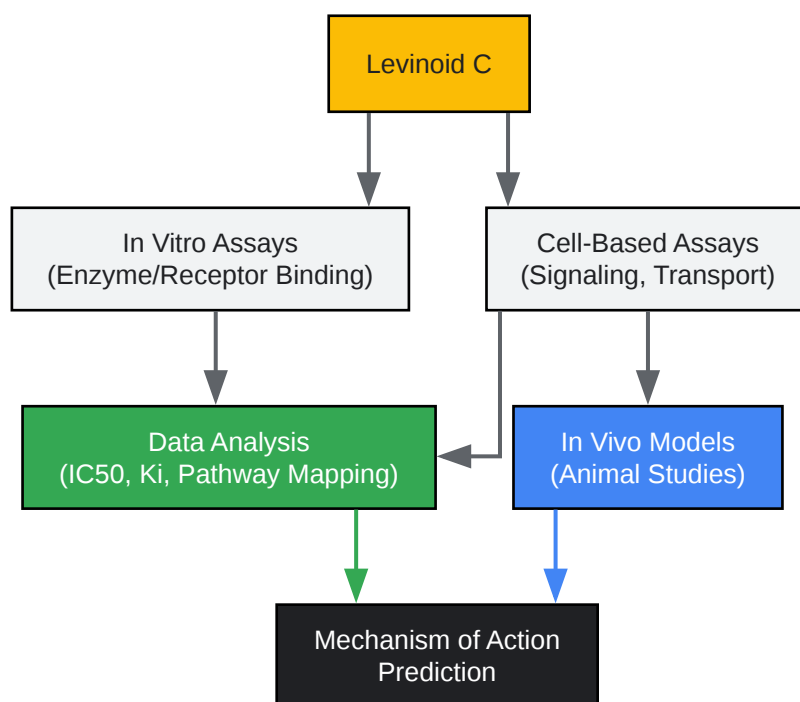 Levinoid C
In Vitro Assays
(Enzyme/Receptor Binding)
Cell-Based Assays
(Signaling, Transport)
Data Analysis
(IC50, Ki, Pathway Mapping)
In Vivo Models
(Animal Studies)
Mechanism of Action
Prediction